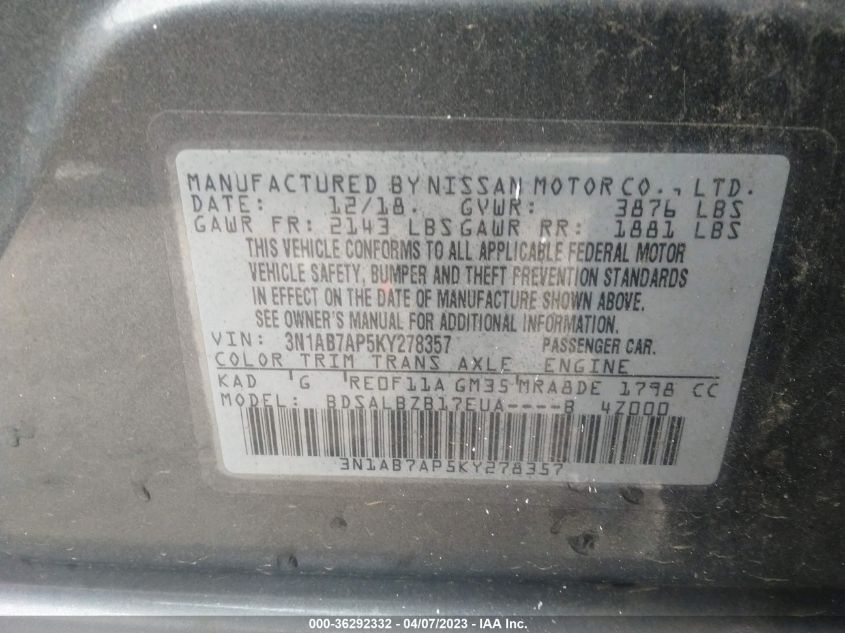 MANUFACTURED BY NISSAN MOTOR CO., LTD.
DATE: 12/18. GVWR: 3876 LBS
GAWR FR: 2143 LBS GAWR RR: 1881 LBS
THIS VEHICLE CONFORMS TO ALL APPLICABLE FEDERAL MOTOR
VEHICLE SAFETY, BUMPER AND THEFT PREVENTION STANDARDS
IN EFFECT ON THE DATE OF MANUFACTURE SHOWN ABOVE.
SEE OWNER'S MANUAL FOR ADDITIONAL INFORMATION.
VIN: 3N1AB7AP5KY278357 PASSENGER CAR.
COLOR TRIM TRANS AXLE ENGINE
KAD G RE0F11A GM35 MRA8DE 1798 CC
MODEL: BDSALBZB17EUA----B 4Z000
3N1AB7AP5KY278357
000-36292332 - 04/07/2023 - IAA Inc.